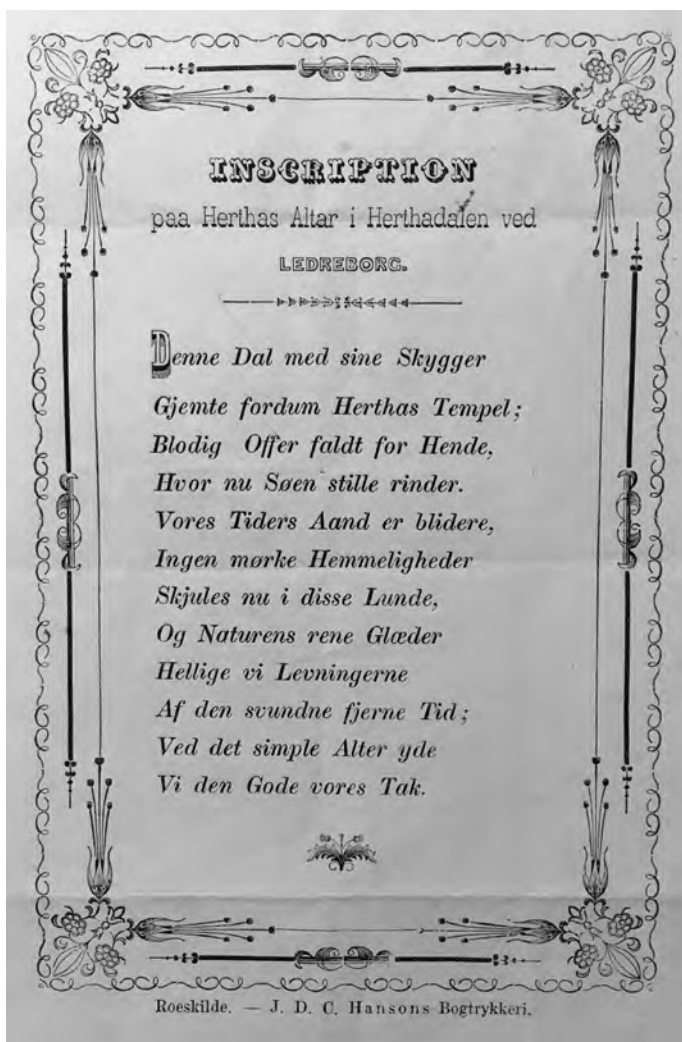 INSCRIPTION
paa Herthas Altar i Herthadalen ved
LEDREBORG.
Denne Dal med sine Skygger
Gjemte fordum Herthas Tempel;
Blodig Offer faldt for Hende,
Hvor nu Søen stille rinder.
Vores Tiders Aand er blidere,
Ingen mørke Hemmeligheder
Skjules nu i disse Lunde,
Og Naturens rene Glæder
Hellige vi Levningerne
Af den svundne fjerne Tid;
Ved det simple Alter yde
Vi den Gode vores Tak.
Roeskilde. — J. D. C. Hansons Bogtrykkeri.